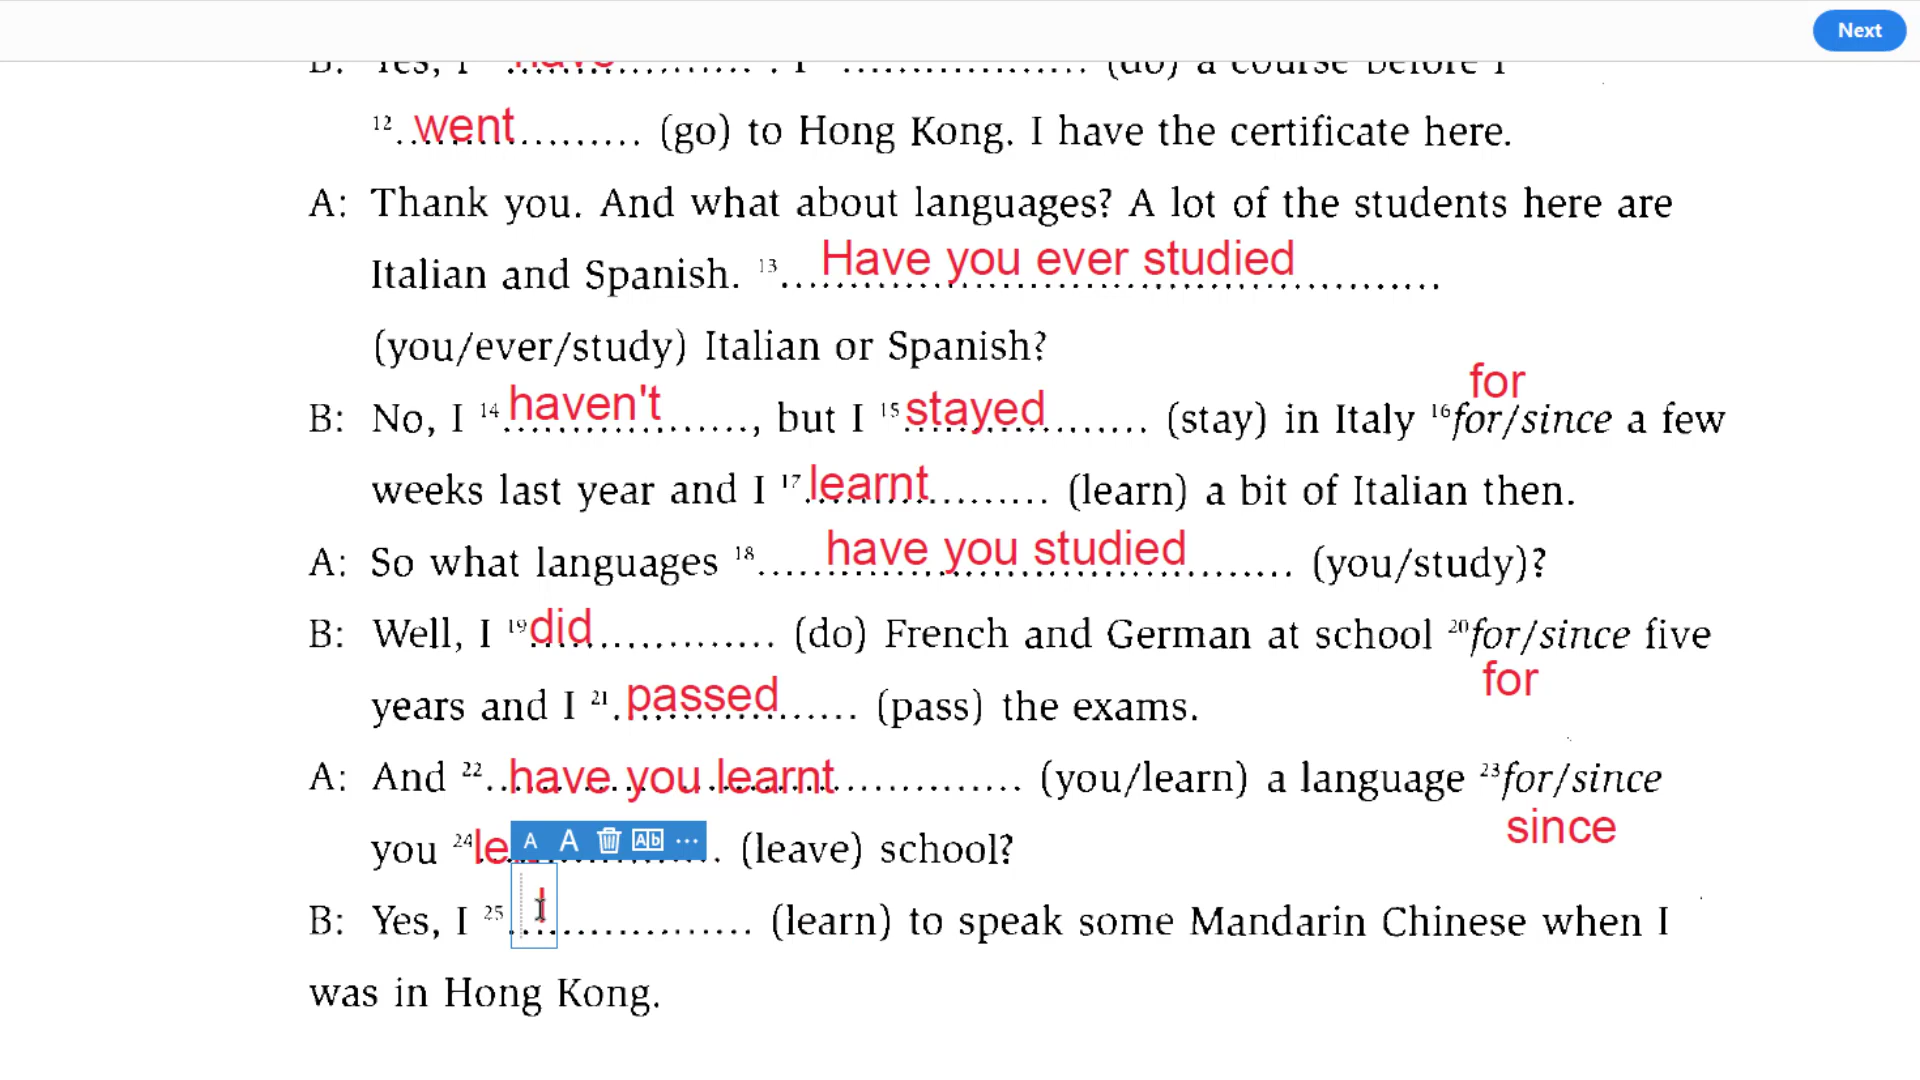 Next
B: Yes, I have .................. . I .................. (do) a course before I
12 went .................. (go) to Hong Kong. I have the certificate here.
A: Thank you. And what about languages? A lot of the students here are
Italian and Spanish. 13 Have you ever studied ..................
(you/ever/study) Italian or Spanish?
for
B: No, I 14 haven't .................., but I 15 stayed .................. (stay) in Italy 16 for/since a few
weeks last year and I 17 learnt .................. (learn) a bit of Italian then.
A: So what languages 18 have you studied .................. (you/study)?
B: Well, I 19 did .................. (do) French and German at school 20 for/since five
for
years and I 21 passed .................. (pass) the exams.
A: And 22 have you learnt .................. (you/learn) a language 23 for/since
since
you 24 .................. (leave) school?
B: Yes, I 25 .................. (learn) to speak some Mandarin Chinese when I
was in Hong Kong.